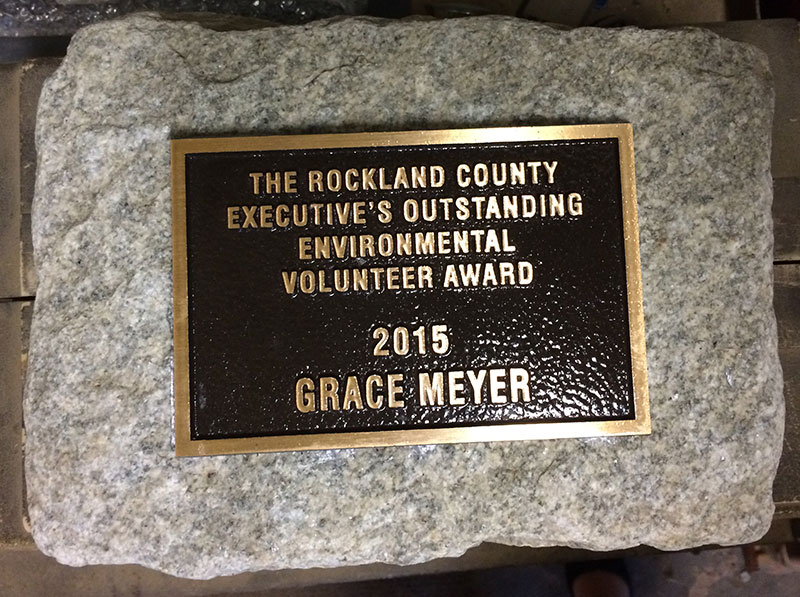 THE ROCKLAND COUNTY
EXECUTIVE'S OUTSTANDING
ENVIRONMENTAL
VOLUNTEER AWARD
2015
GRACE MEYER